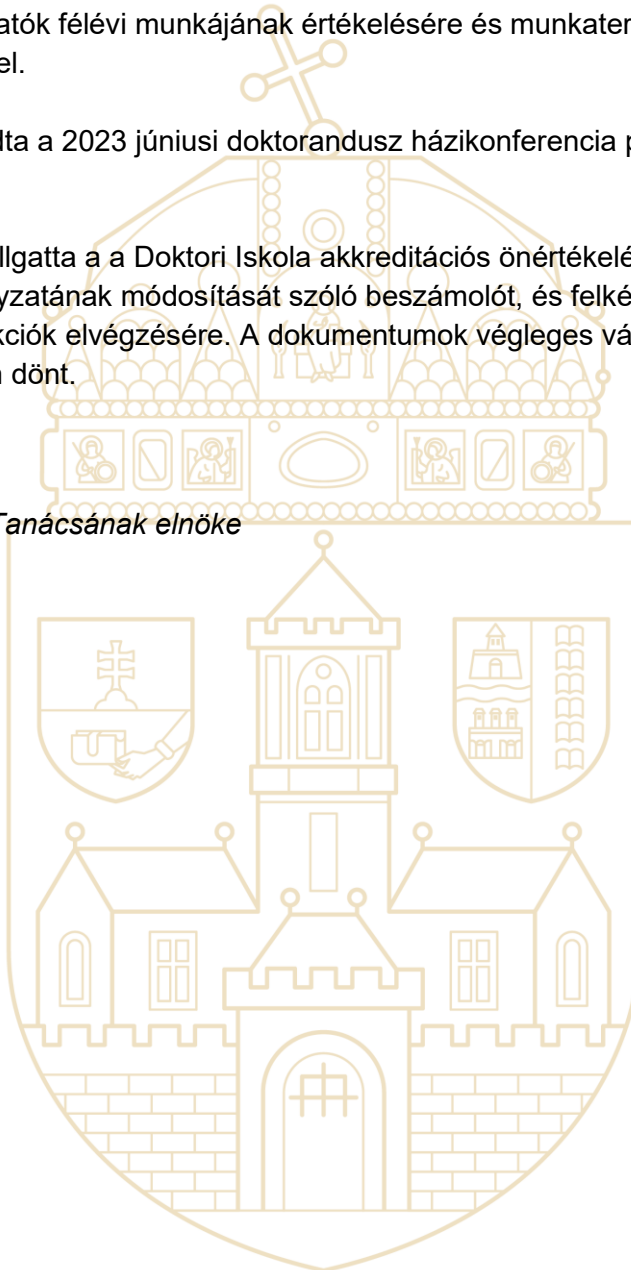 atók félévi munkájának értékelésére és munkater
el.
dta a 2023 júniusi doktorandusz házikonferencia p
llgatta a a Doktori Iskola akkreditációs önértékelé
yzatának módosítását szóló beszámolót, és felké
kciók elvégzésére. A dokumentumok végleges vá
dönt.
Tanácsának elnöke